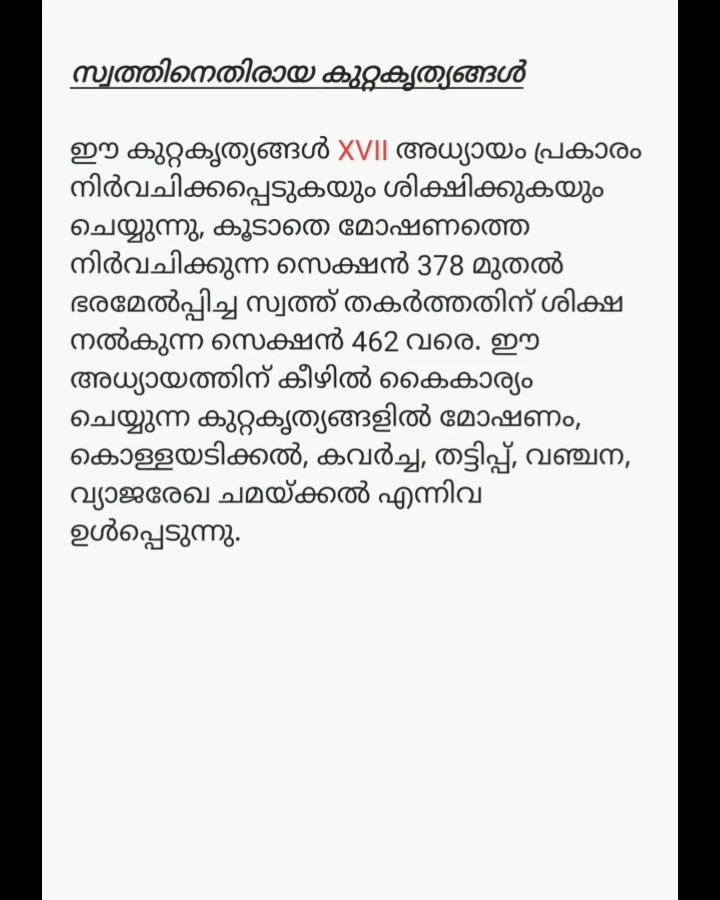 സ്വത്തിനെതിരായ കുറ്റകൃത്യങ്ങൾ
ഈ കുറ്റകൃത്യങ്ങൾ XVII അധ്യായം പ്രകാരം
നിർവചിക്കപ്പെടുകയും ശിക്ഷിക്കുകയും
ചെയ്യുന്നു, കൂടാതെ മോഷണത്തെ
നിർവചിക്കുന്ന സെക്ഷൻ 378 മുതൽ
ഭരമേൽപ്പിച്ച സ്വത്ത് തകർത്തതിന് ശിക്ഷ
നൽകുന്ന സെക്ഷൻ 462 വരെ. ഈ
അധ്യായത്തിന് കീഴിൽ കൈകാര്യം
ചെയ്യുന്ന കുറ്റകൃത്യങ്ങളിൽ മോഷണം,
കൊള്ളയടിക്കൽ, കവർച്ച, തട്ടിപ്പ്, വഞ്ചന,
വ്യാജരേഖ ചമയ്ക്കൽ എന്നിവ
ഉൾപ്പെടുന്നു.